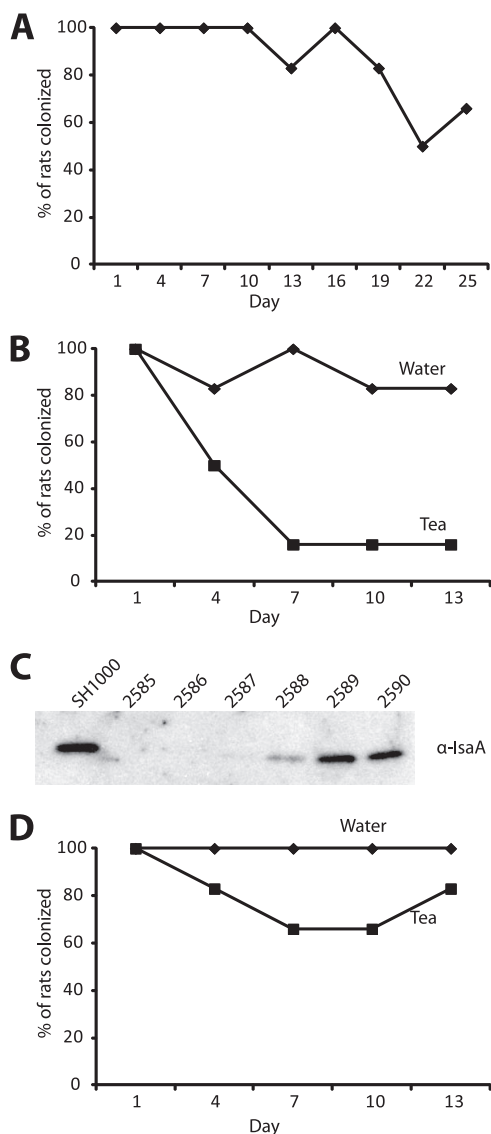 A
% of rats colonized
100
80
60
40
20
0
1 4 7 10 13 16 19 22 25
Day
B
% of rats colonized
100
80
60
40
20
0
Water
Tea
1 4 7 10 13
Day
C
SH1000 2585 2586 2587 2588 2589 2590
α-IsaA
D
% of rats colonized
100
80
60
40
20
0
Water
Tea
1 4 7 10 13
Day